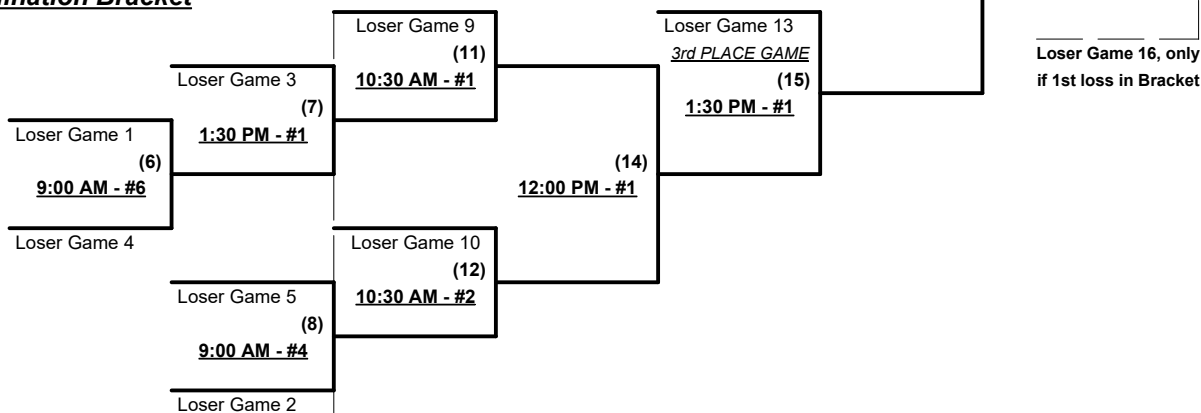 Bracket
Loser Game 9
(11)
10:30 AM - #1
Loser Game 13
3rd PLACE GAME
(15)
1:30 PM - #1
Loser Game 16, only
if 1st loss in Bracket
Loser Game 3
(7)
1:30 PM - #1
Loser Game 1
(6)
9:00 AM - #6
Loser Game 4
(14)
12:00 PM - #1
Loser Game 10
(12)
10:30 AM - #2
Loser Game 5
(8)
9:00 AM - #4
Loser Game 2